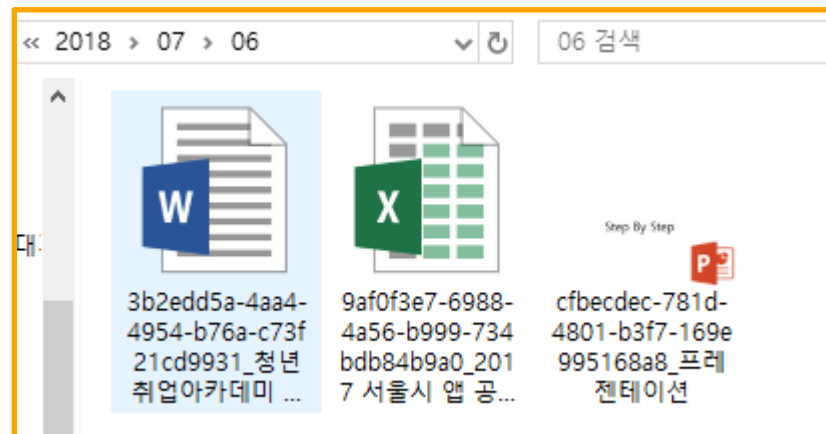 « 2018 > 07 > 06
06 검색
대
W
X
Step By Step
P
3b2edd5a-4aa4-
4954-b76a-c73f
21cd9931_청년
취업아카데미 ...
9af0f3e7-6988-
4a56-b999-734
bdb84b9a0_201
7 서울시 앱 공...
cfbecdec-781d-
4801-b3f7-169e
995168a8_프레
젠테이션